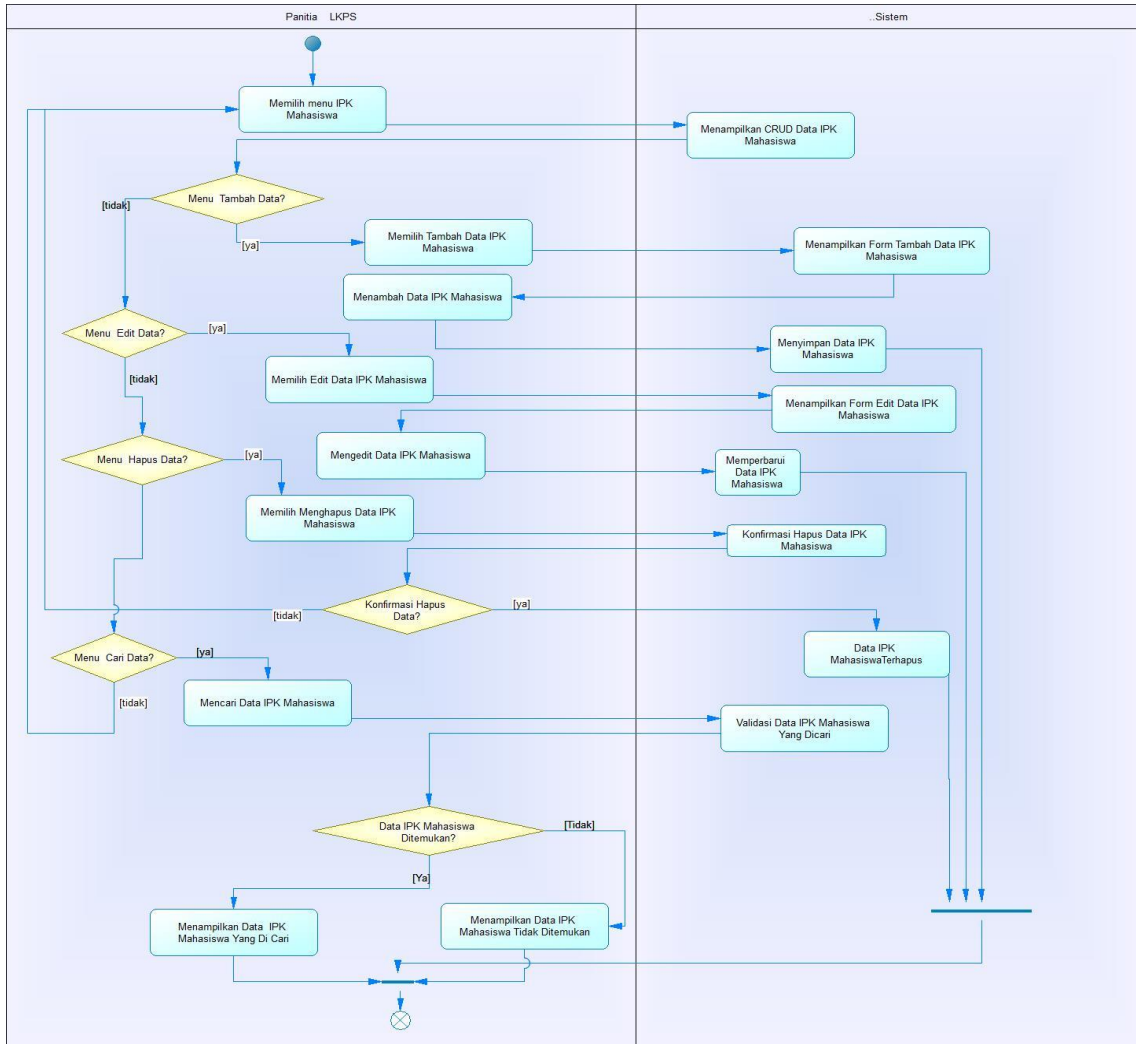 Panitia LKPS
..Sistem
Memilih menu IPK
Mahasiswa
Menampilkan CRUD Data IPK
Mahasiswa
Menu Tambah Data?
[tidak]
[ya]
Memilih Tambah Data IPK
Mahasiswa
Menampilkan Form Tambah Data IPK
Mahasiswa
Menambah Data IPK Mahasiswa
Menu Edit Data?
[ya]
Menyimpan Data IPK
Mahasiswa
[tidak]
Memilih Edit Data IPK Mahasiswa
Menampilkan Form Edit Data IPK
Mahasiswa
Menu Hapus Data?
[ya]
Mengedit Data IPK Mahasiswa
Memperbarui
Data IPK
Mahasiswa
Memilih Menghapus Data IPK
Mahasiswa
Konfirmasi Hapus Data IPK
Mahasiswa
Konfirmasi Hapus
Data?
[tidak]
[ya]
Menu Cari Data?
[ya]
Data IPK
MahasiswaTerhapus
[tidak]
Mencari Data IPK Mahasiswa
Validasi Data IPK Mahasiswa
Yang Dicari
Data IPK Mahasiswa
Ditemukan?
[Tidak]
[Ya]
Menampilkan Data IPK
Mahasiswa Yang Di Cari
Menampilkan Data IPK
Mahasiswa Tidak Ditemukan